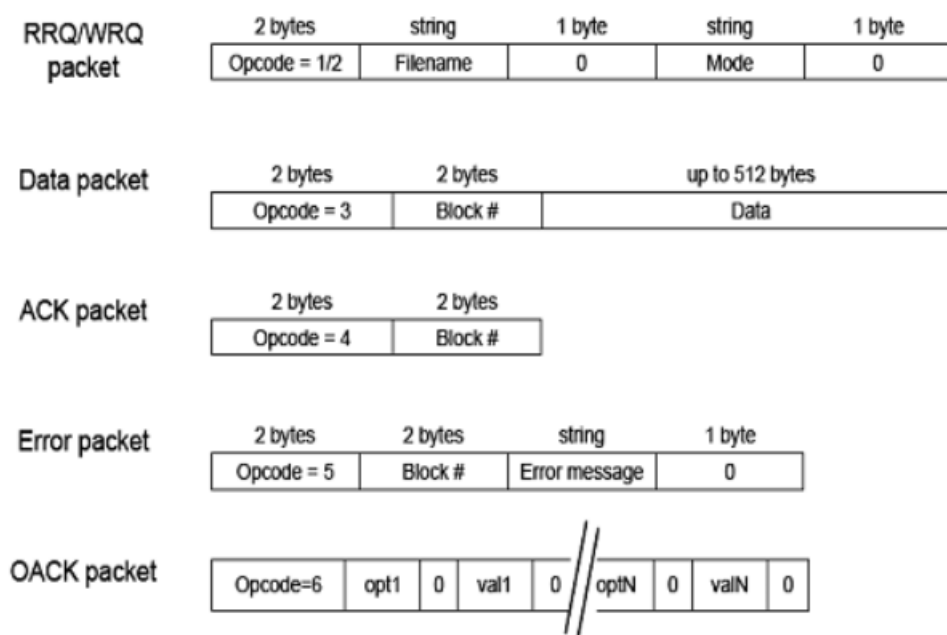 RRQ/WRQ
packet
2 bytes string 1 byte string 1 byte
Opcode = 1/2 Filename 0 Mode 0
Data packet
2 bytes 2 bytes up to 512 bytes
Opcode = 3 Block # Data
ACK packet
2 bytes 2 bytes
Opcode = 4 Block #
Error packet
2 bytes 2 bytes string 1 byte
Opcode = 5 Block # Error message 0
OACK packet
Opcode=6 opt1 0 val1 0 optN 0 valN 0